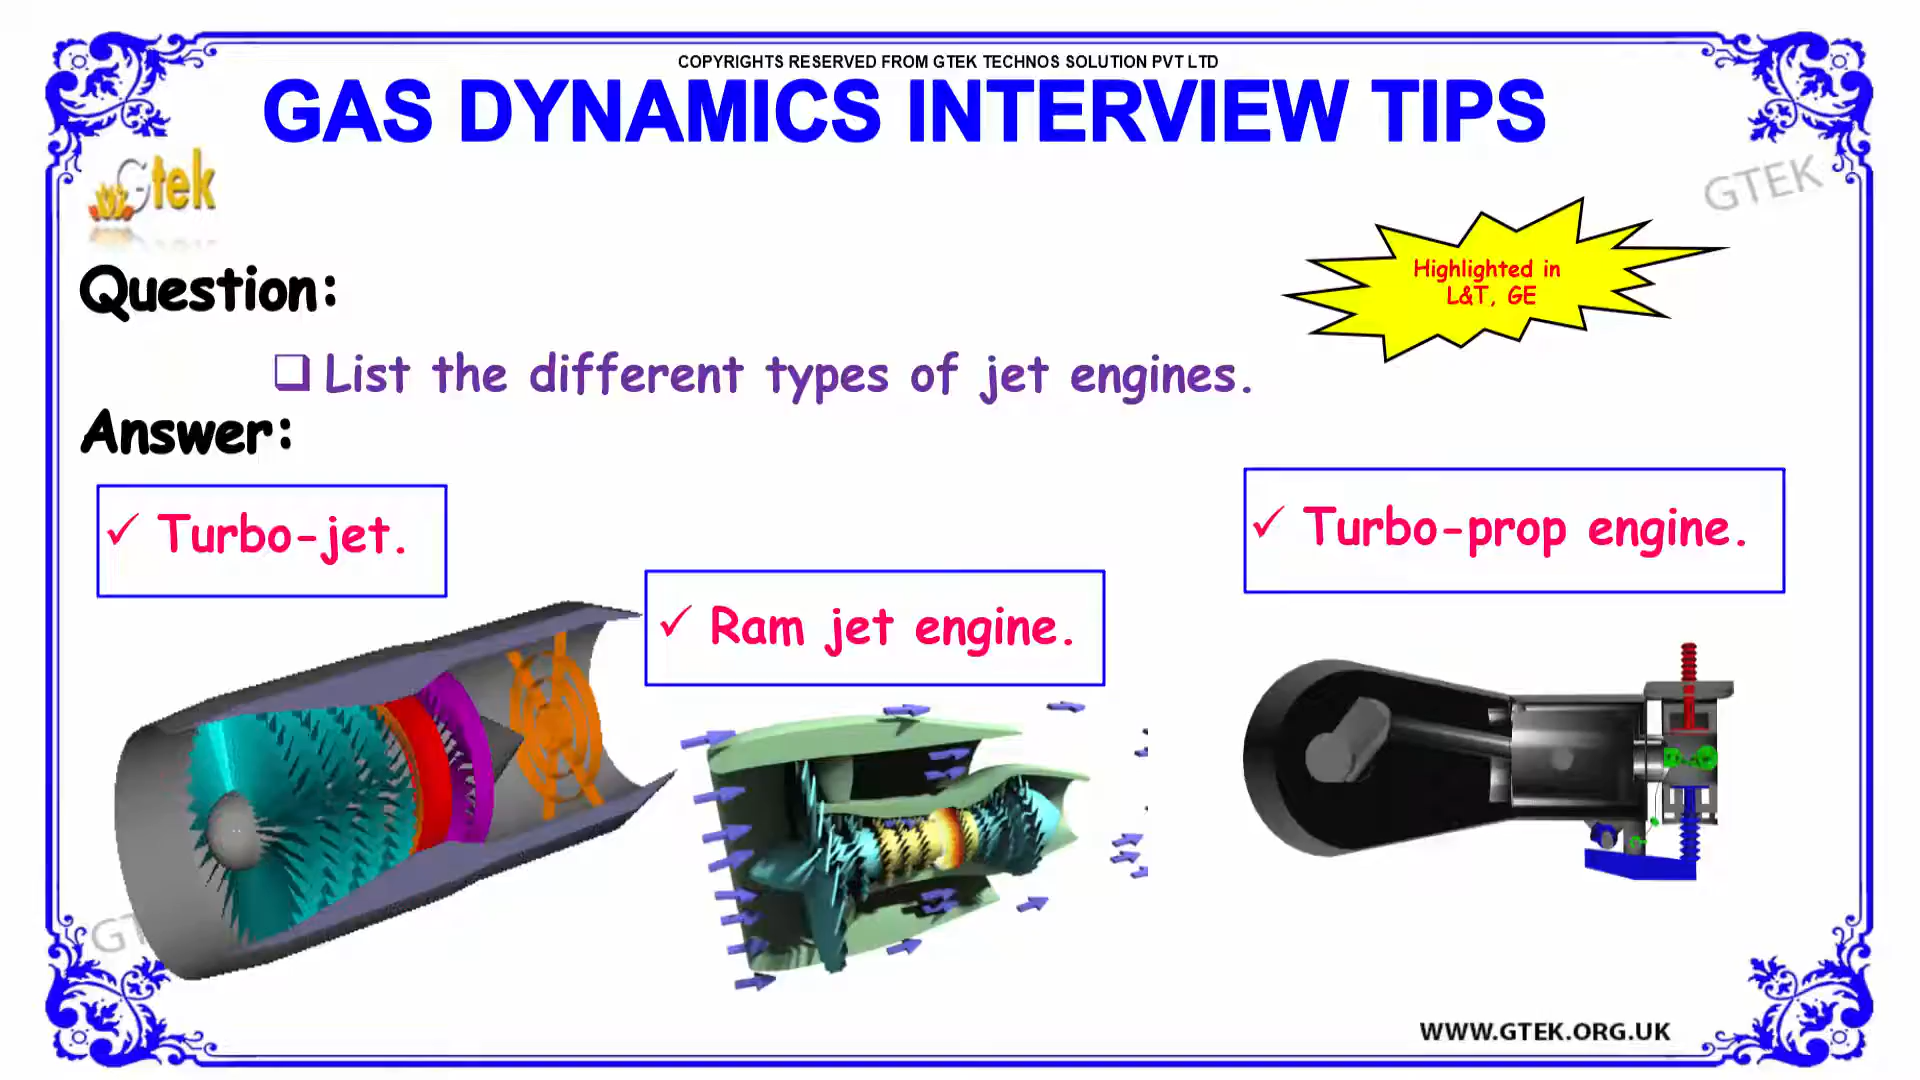 COPYRIGHTS RESERVED FROM GTEK TECHNOS SOLUTION PVT LTD
GAS DYNAMICS INTERVIEW TIPS
Gtek
GTEK
Highlighted in
L&T, GE
Question:
❑ List the different types of jet engines.
Answer:
✓ Turbo-jet.
✓ Ram jet engine.
✓ Turbo-prop engine.
GT
WWW.GTEK.ORG.UK